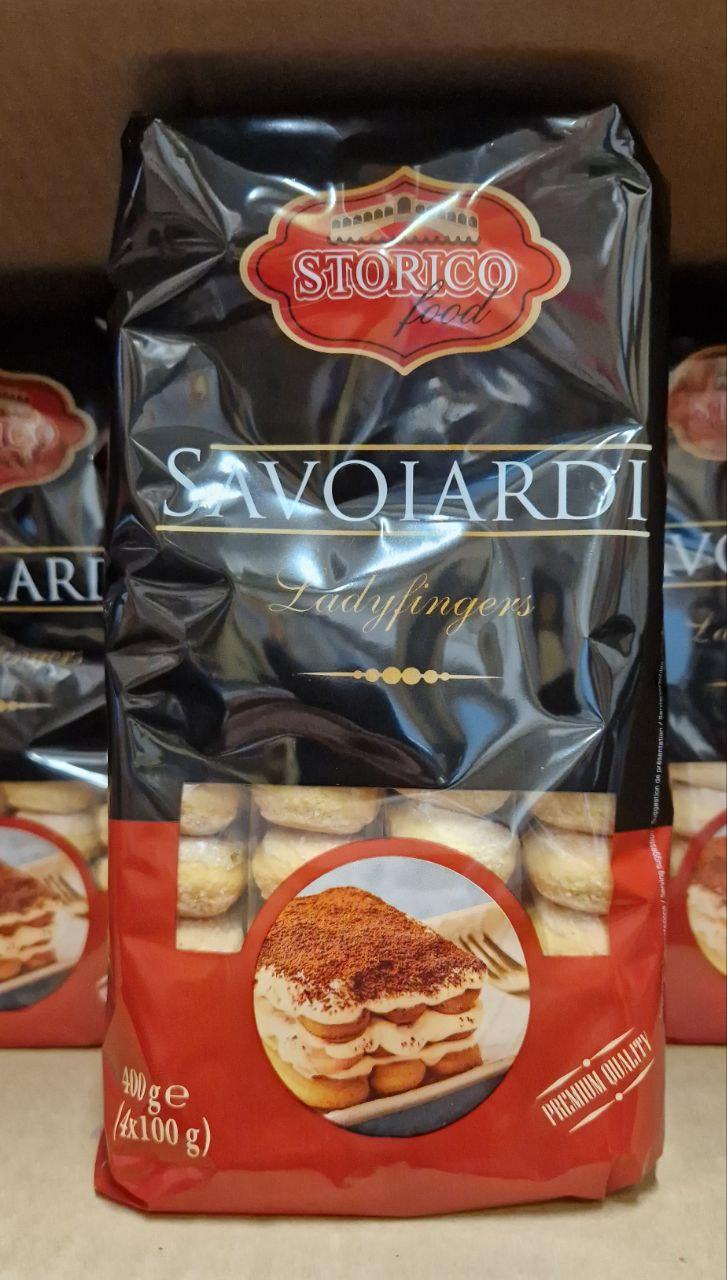 STORICO
food
SAVOIARDI
Ladyfingers
400 g e
(4x100 g)
PREMIUM QUALITY